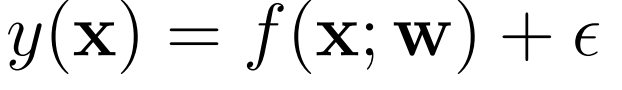 y(𝐱) = f(𝐱; 𝐰) + ϵ